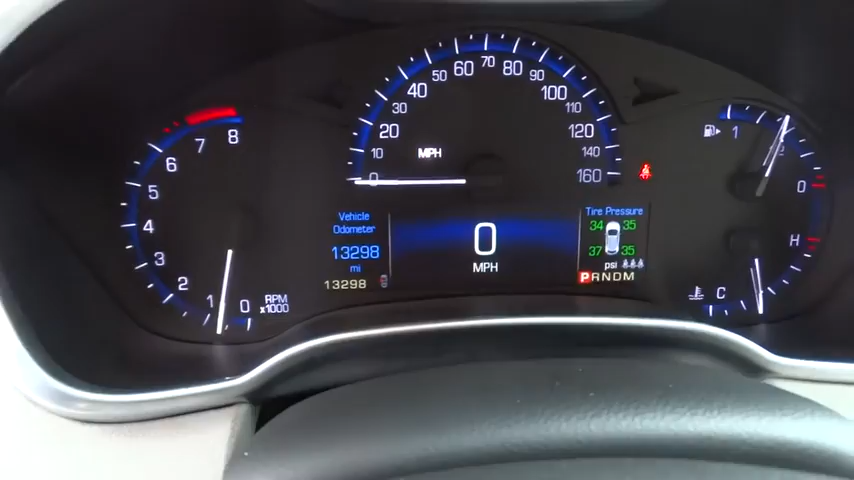 8
7
6
5
4
3
2
1
0
RPM
x1000
0
10
20
30
40
50
60
70
80
90
100
110
120
140
160
MPH
Vehicle
Odometer
13298
mi
13298
0
MPH
Tire Pressure
34 35
37 35
psi
PRNDM
1
0
H
C